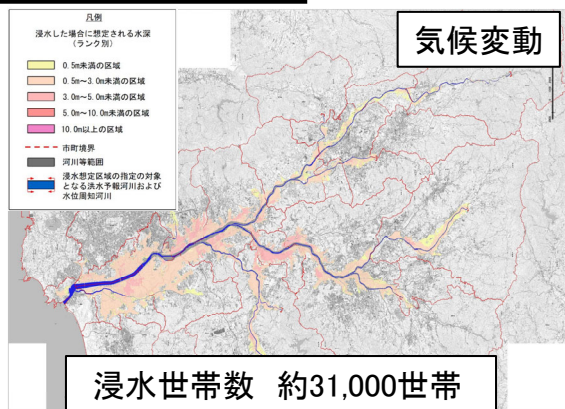 凡例
浸水した場合に想定される水深
(ランク別)
0.5m未満の区域
0.5m～3.0m未満の区域
3.0m～5.0m未満の区域
5.0m～10.0m未満の区域
10.0m以上の区域
市町境界
河川等範囲
浸水想定区域の指定の対象
となる洪水予報河川および
水位周知河川
気候変動
浸水世帯数 約31,000世帯